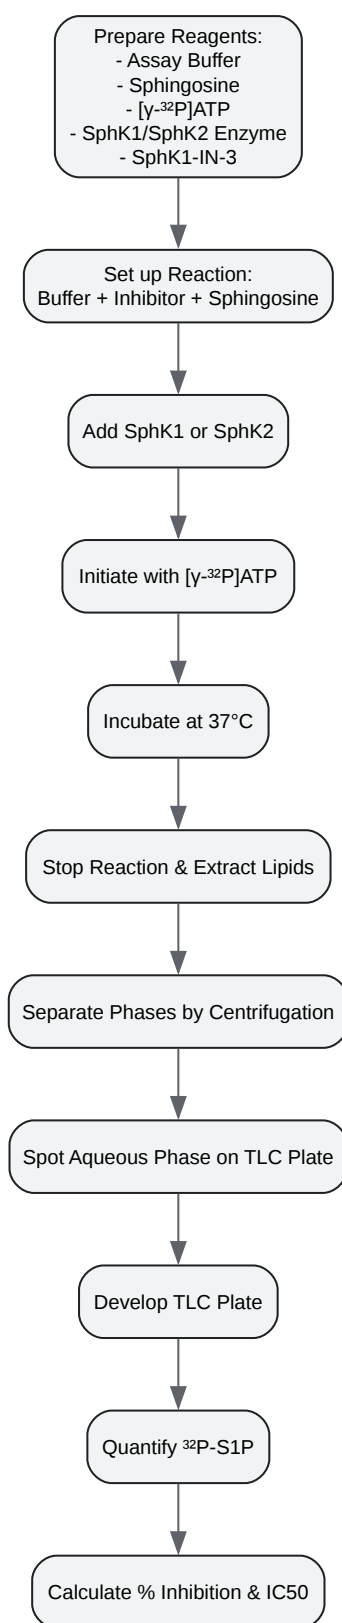 Prepare Reagents:
- Assay Buffer
- Sphingosine
- [γ-³²P]ATP
- SphK1/SphK2 Enzyme
- SphK1-IN-3
Set up Reaction:
Buffer + Inhibitor + Sphingosine
Add SphK1 or SphK2
Initiate with [γ-³²P]ATP
Incubate at 37°C
Stop Reaction & Extract Lipids
Separate Phases by Centrifugation
Spot Aqueous Phase on TLC Plate
Develop TLC Plate
Quantify ³²P-S1P
Calculate % Inhibition & IC50